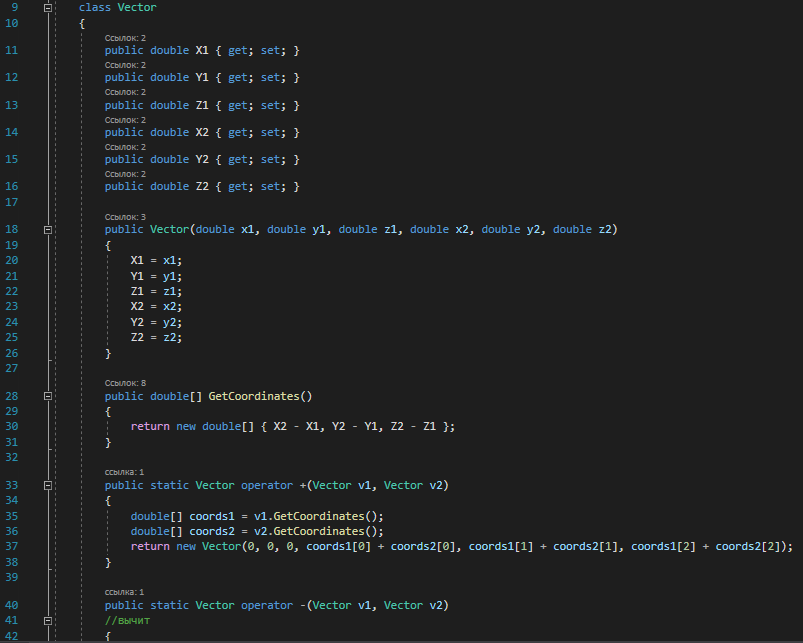 9 class Vector
10 {
Ссылок: 2
11 public double X1 { get; set; }
Ссылок: 2
12 public double Y1 { get; set; }
Ссылок: 2
13 public double Z1 { get; set; }
Ссылок: 2
14 public double X2 { get; set; }
Ссылок: 2
15 public double Y2 { get; set; }
Ссылок: 2
16 public double Z2 { get; set; }
17
Ссылок: 3
18 public Vector(double x1, double y1, double z1, double x2, double y2, double z2)
19 {
20 X1 = x1;
21 Y1 = y1;
22 Z1 = z1;
23 X2 = x2;
24 Y2 = y2;
25 Z2 = z2;
26 }
27
Ссылок: 8
28 public double[] GetCoordinates()
29 {
30 return new double[] { X2 - X1, Y2 - Y1, Z2 - Z1 };
31 }
32
ссылка: 1
33 public static Vector operator +(Vector v1, Vector v2)
34 {
35 double[] coords1 = v1.GetCoordinates();
36 double[] coords2 = v2.GetCoordinates();
37 return new Vector(0, 0, 0, coords1[0] + coords2[0], coords1[1] + coords2[1], coords1[2] + coords2[2]);
38 }
39
ссылка: 1
40 public static Vector operator -(Vector v1, Vector v2)
41 //вычит
42 {